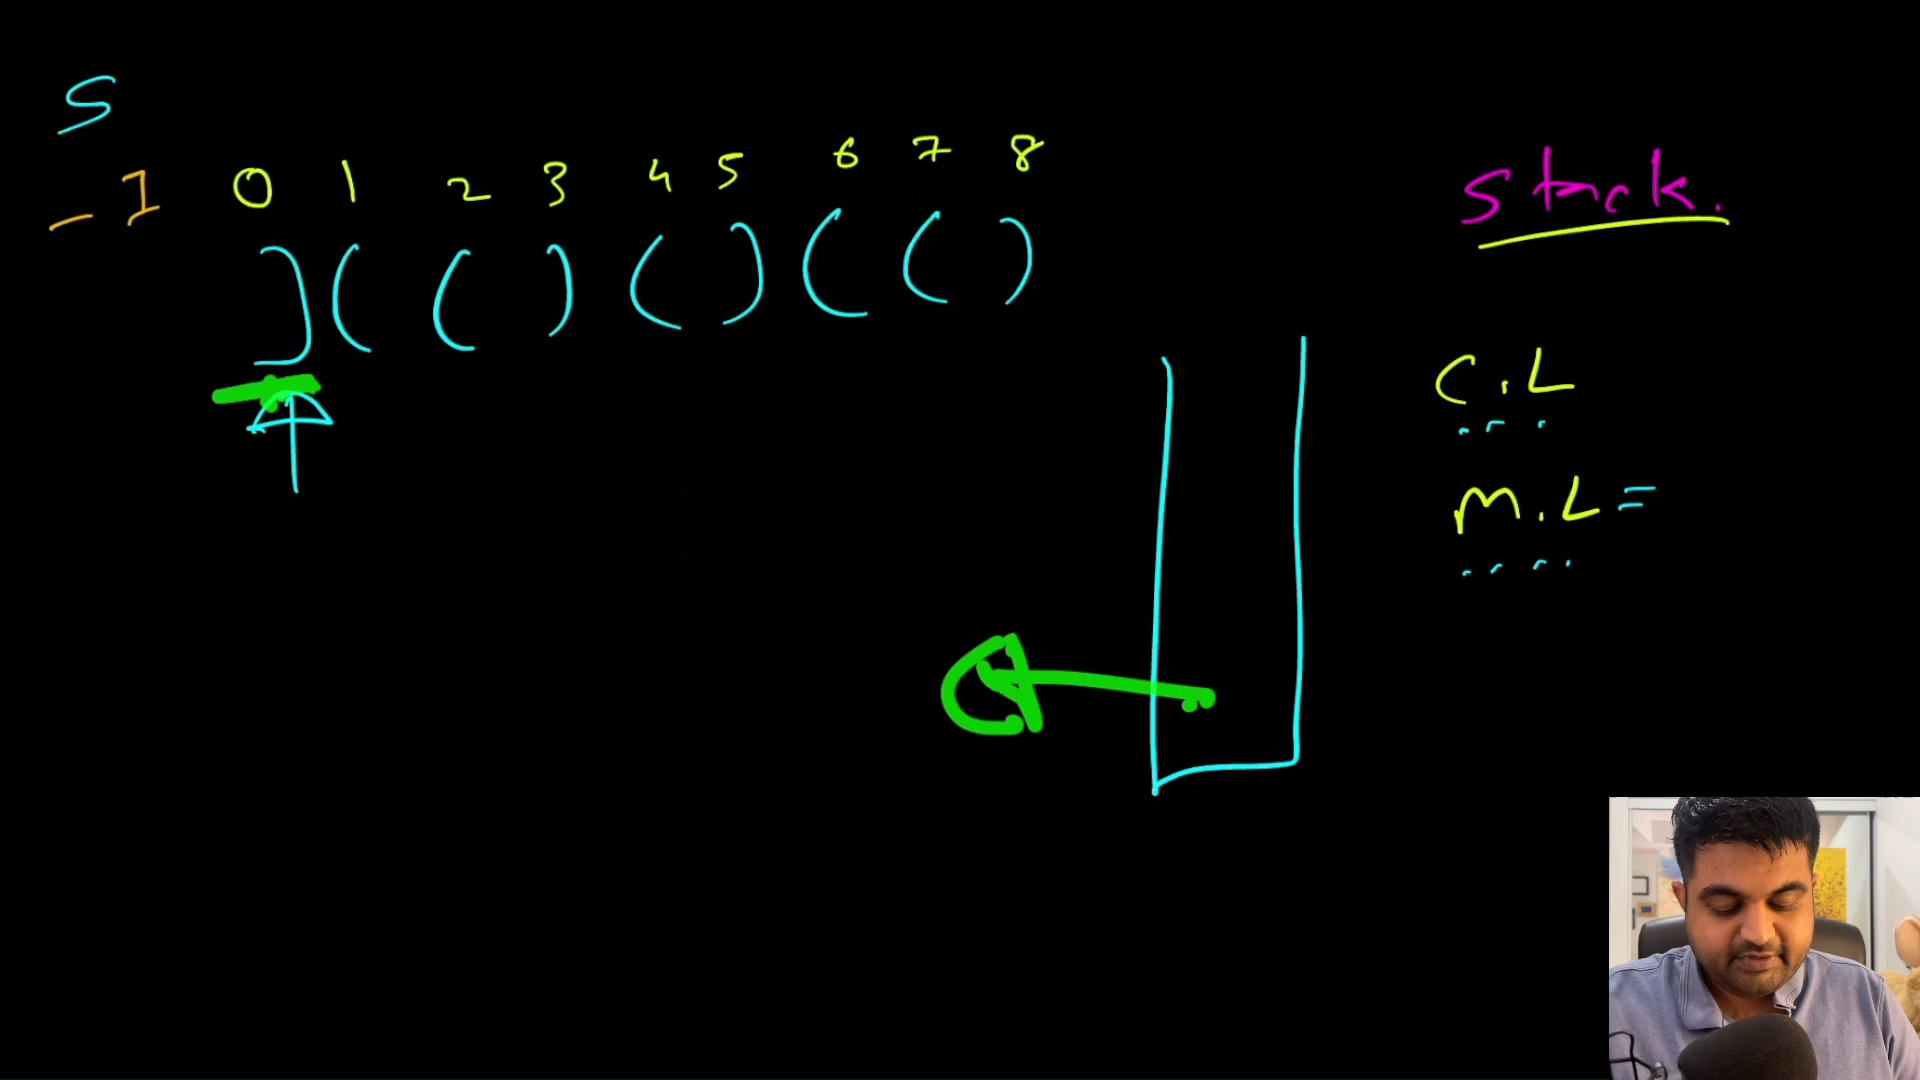 S
-1 0 1 2 3 4 5 6 7 8
) ( ( ) ( ) ( ( )
stack.
C.L
M.L =